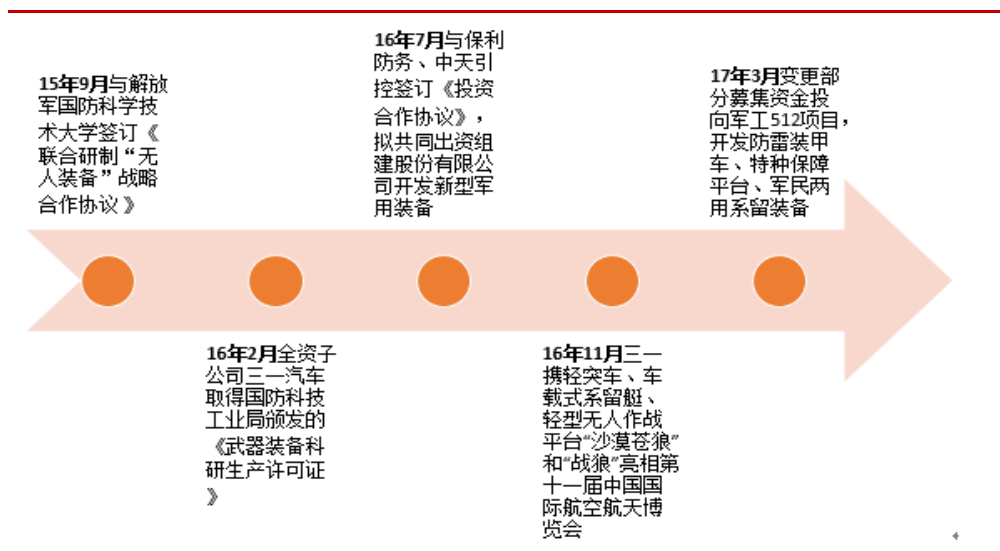 15年9月与解放
军国防科学技
术大学签订《
联合研制“无
人装备”战略
合作协议 》
16年2月全资子
公司三一汽车
取得国防科技
工业局颁发的
《武器装备科
研生产许可证
》
16年7月与保利
防务、中天引
控签订《投资
合作协议》，
拟共同出资组
建股份有限公
司开发新型军
用装备
16年11月三一
携轻突车、车
载式系留艇、
轻型无人作战
平台“沙漠苍狼”
和“战狼”亮相第
十一届中国国
际航空航天博
览会
17年3月变更部
分募集资金投
向军工512项目，
开发防雷装甲
车、特种保障
平台、军民两
用系留装备